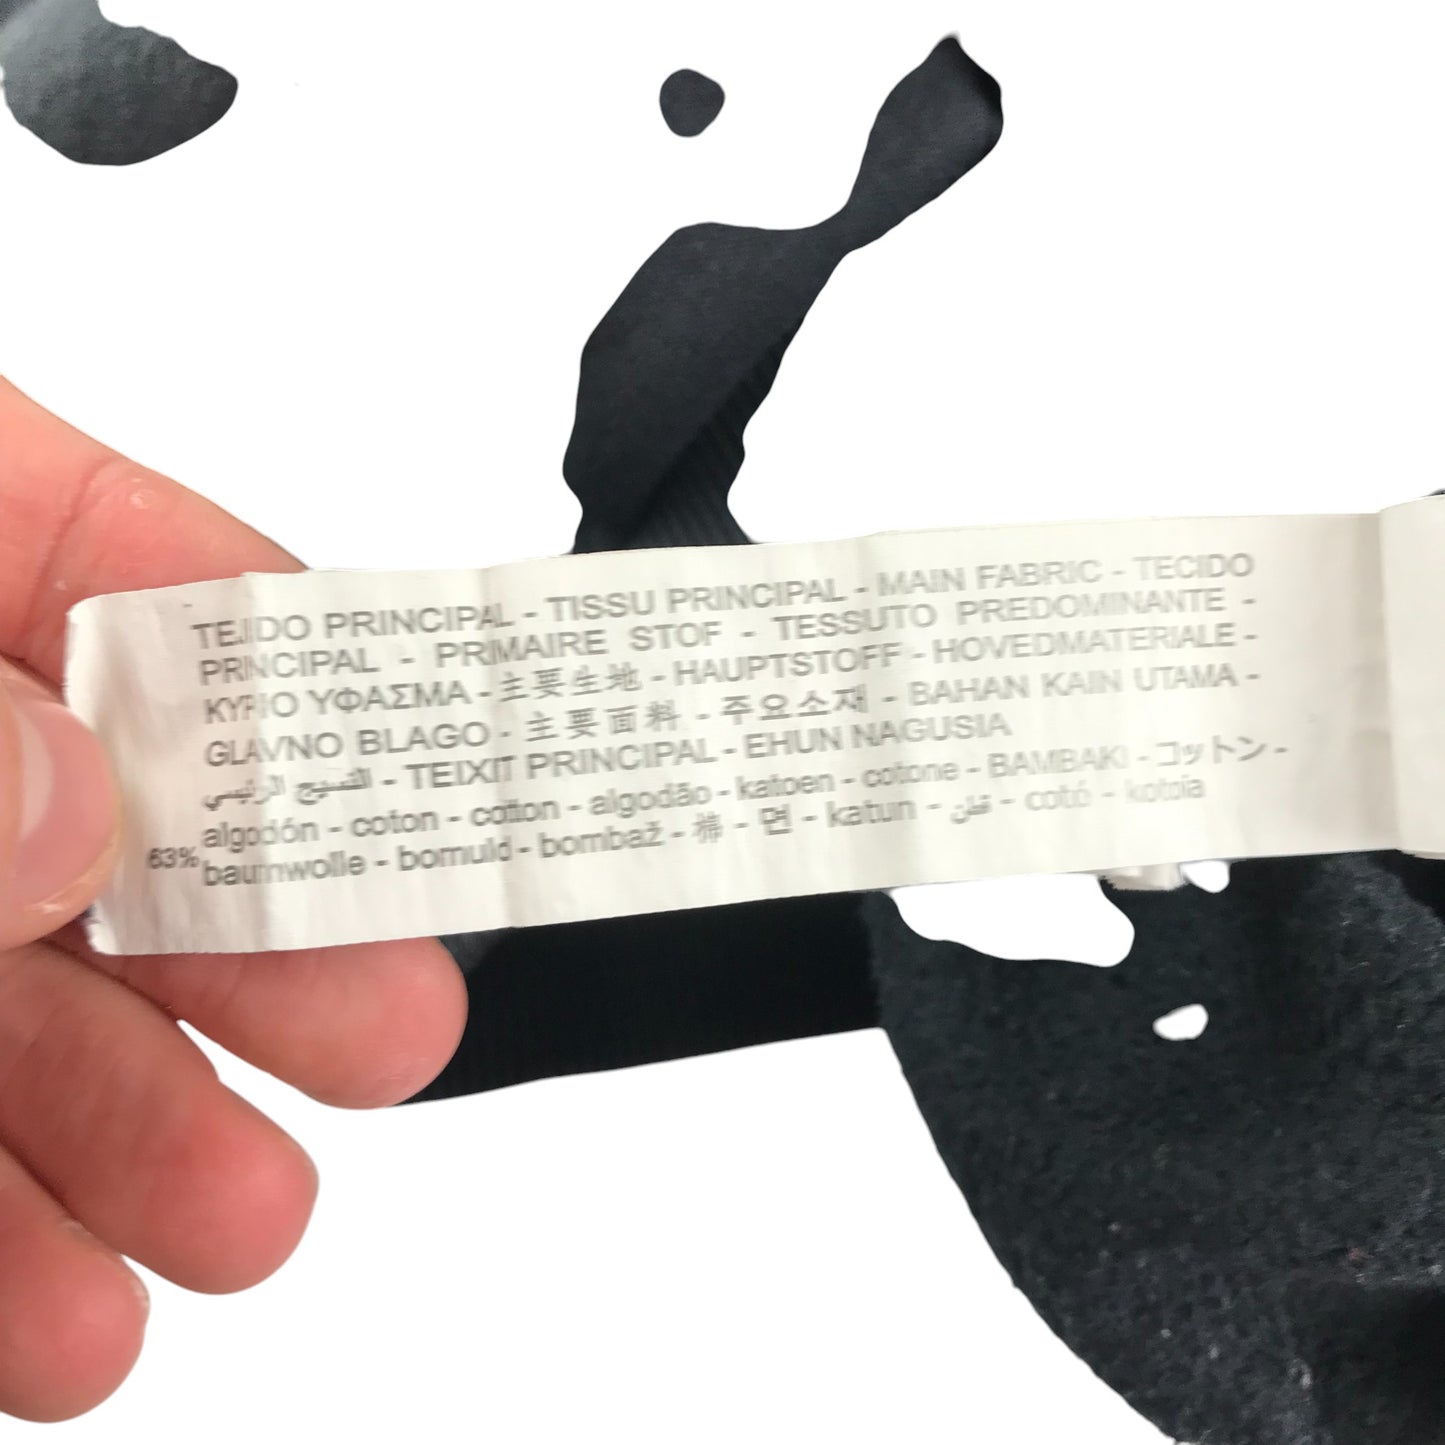 TEJIDO PRINCIPAL - TISSU PRINCIPAL - MAIN FABRIC - TECIDO
PRINCIPAL - PRIMAIRE STOF - TESSUTO PREDOMINANTE -
ΚΥΡΙΟ ΥΦΑΣΜΑ - 主要生地 - HAUPTSTOFF - HOVEDMATERIALE -
GLAVNO BLAGO - 主要面料 - 주요소재 - BAHAN KAIN UTAMA -
النسيج الرئيسي - TEIXIT PRINCIPAL - EHUN NAGUSIA
algodón - coton - cotton - algodão - katoen - cotone - BAMBAKI - コットン -
63% baumwolle - bomuld - bombaž - 棉 - 면 - katun - قطن - cotó - kotoia